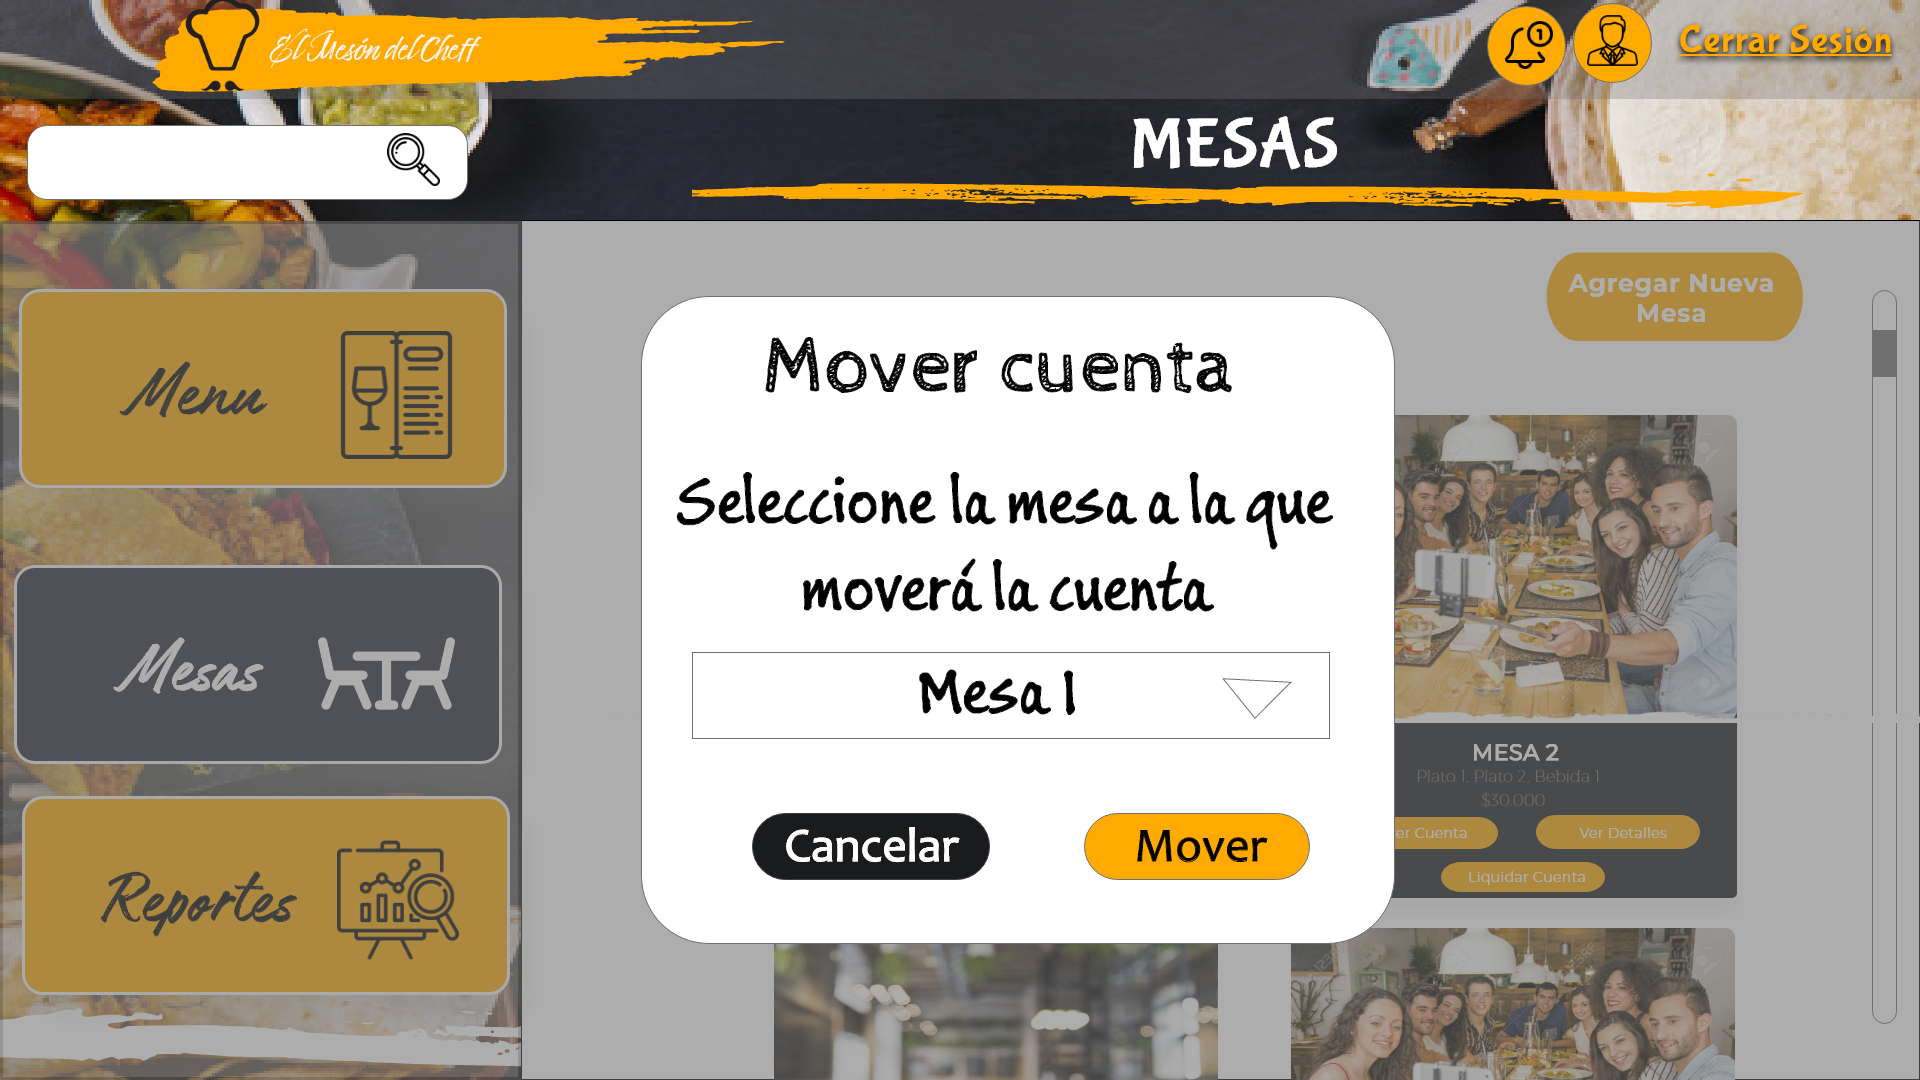 El Mesón del Cheff
1
Cerrar Sesión
MESAS
Agregar Nueva
Mesa
Menu
Mesas
Reportes
Mover cuenta
Seleccione la mesa a la que
moverá la cuenta
Mesa 1
Cancelar
Mover
MESA 2
Plato 1, Plato 2, Bebida 1
$30.000
Cuenta
Ver Detalles
Liquidar Cuenta